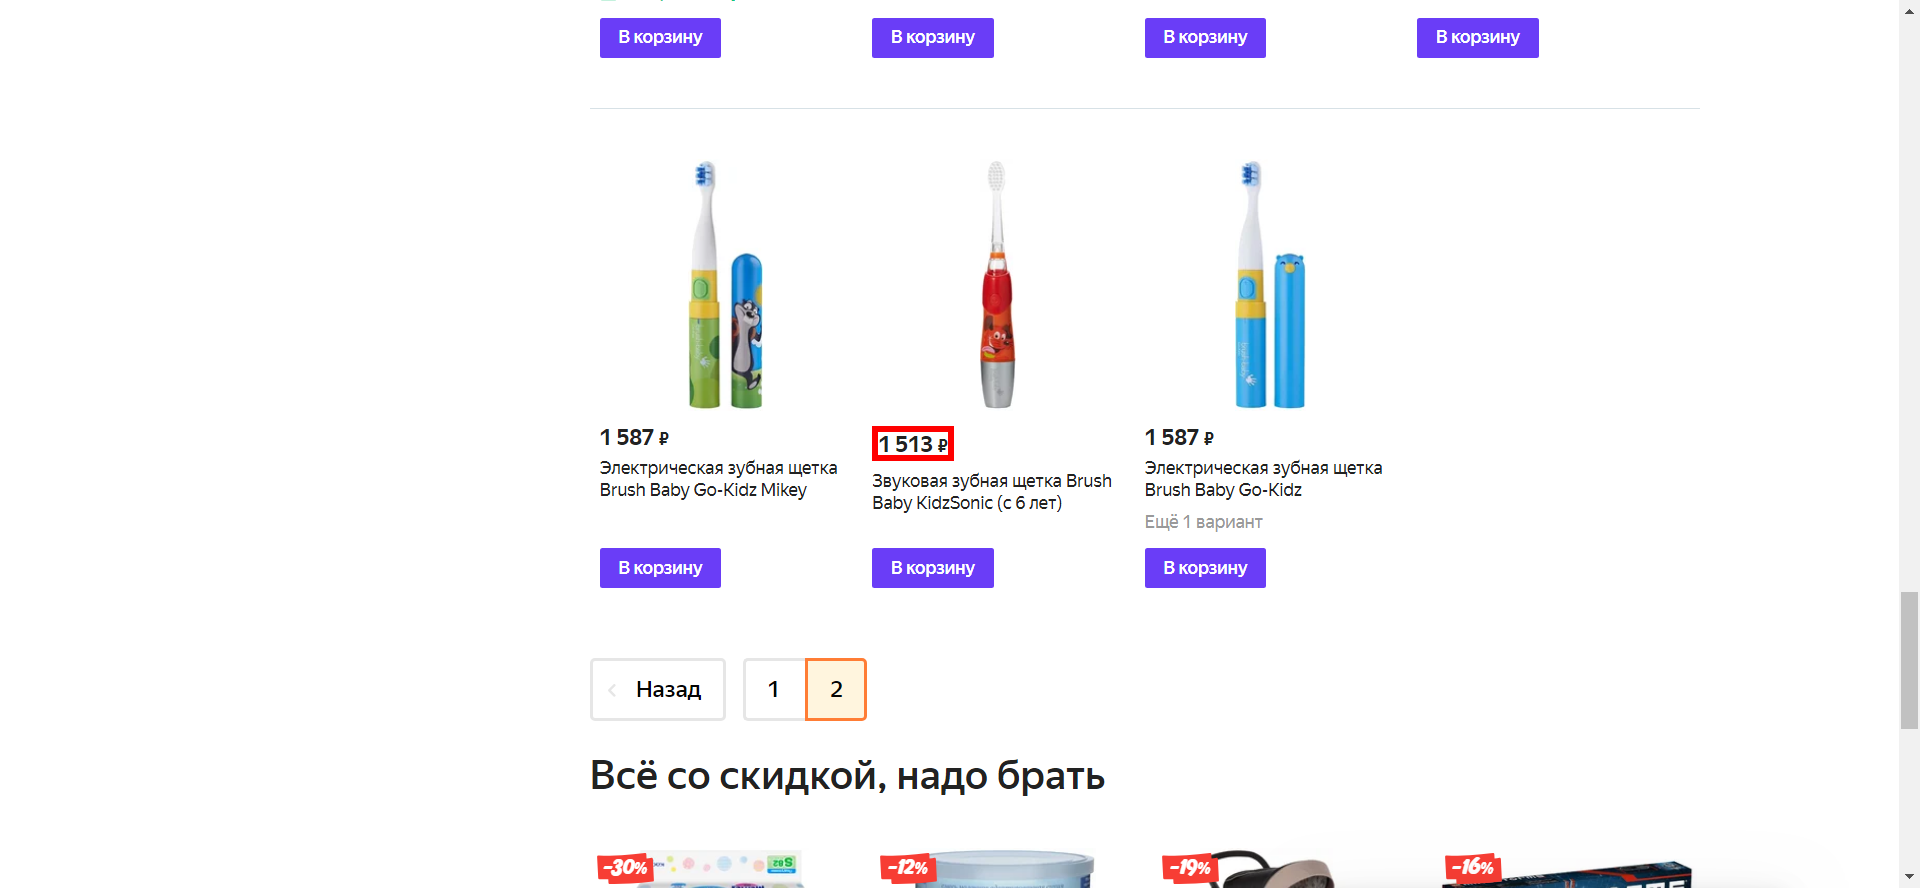 В корзину
В корзину
В корзину
В корзину
1 587 ₽
Электрическая зубная щетка
Brush Baby Go-Kidz Mikey
В корзину
1 513 ₽
Звуковая зубная щетка Brush
Baby KidzSonic (с 6 лет)
В корзину
1 587 ₽
Электрическая зубная щетка
Brush Baby Go-Kidz
Ещё 1 вариант
В корзину
Назад
1
2
Всё со скидкой, надо брать
-30%
-12%
-19%
-16%